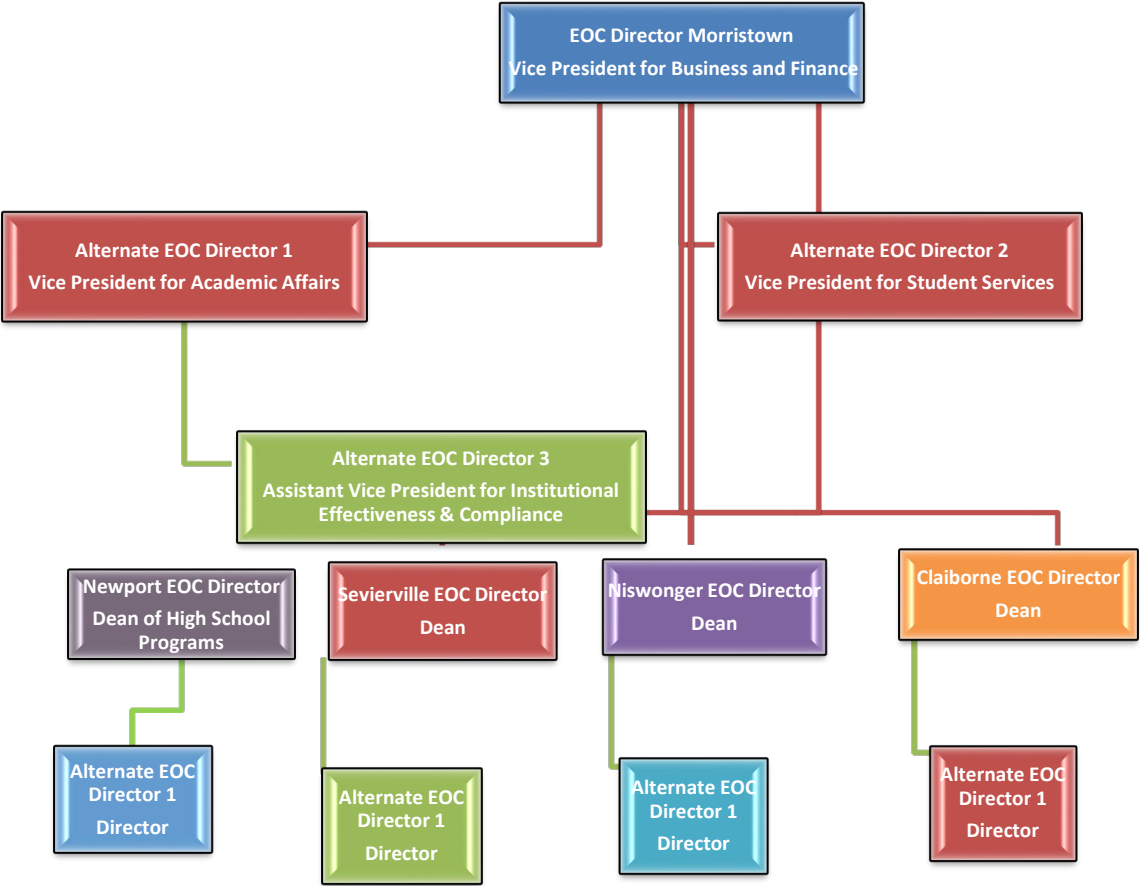 EOC Director Morristown
Vice President for Business and Finance
Alternate EOC Director 1
Vice President for Academic Affairs
Alternate EOC Director 2
Vice President for Student Services
Alternate EOC Director 3
Assistant Vice President for Institutional
Effectiveness & Compliance
Newport EOC Director
Dean of High School
Programs
Sevierville EOC Director
Dean
Niswonger EOC Director
Dean
Claiborne EOC Director
Dean
Alternate EOC
Director 1
Director
Alternate EOC
Director 1
Director
Alternate EOC
Director 1
Director
Alternate EOC
Director 1
Director